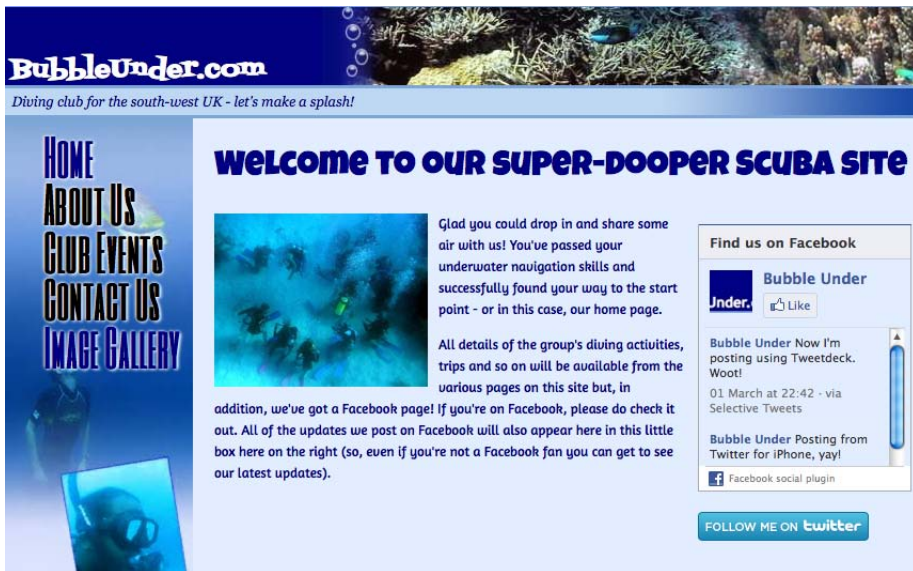 BubbleUnder.com
Diving club for the south-west UK - let's make a splash!
Home
About Us
Club Events
Contact Us
Image Gallery
Welcome to our super-dooper Scuba site
Glad you could drop in and share some
air with us! You've passed your
underwater navigation skills and
successfully found your way to the start
point - or in this case, our home page.
All details of the group's diving activities,
trips and so on will be available from the
various pages on this site but, in
addition, we've got a Facebook page! If you're on Facebook, please do check it
out. All of the updates we post on Facebook will also appear here in this little
box here on the right (so, even if you're not a Facebook fan you can get to see
our latest updates).
Find us on Facebook
Under.
Bubble Under
Like
Bubble Under Now I'm
posting using Tweetdeck.
Woot!
01 March at 22:42 · via
Selective Tweets
Bubble Under Posting from
Twitter for iPhone, yay!
f Facebook social plugin
FOLLOW ME ON twitter